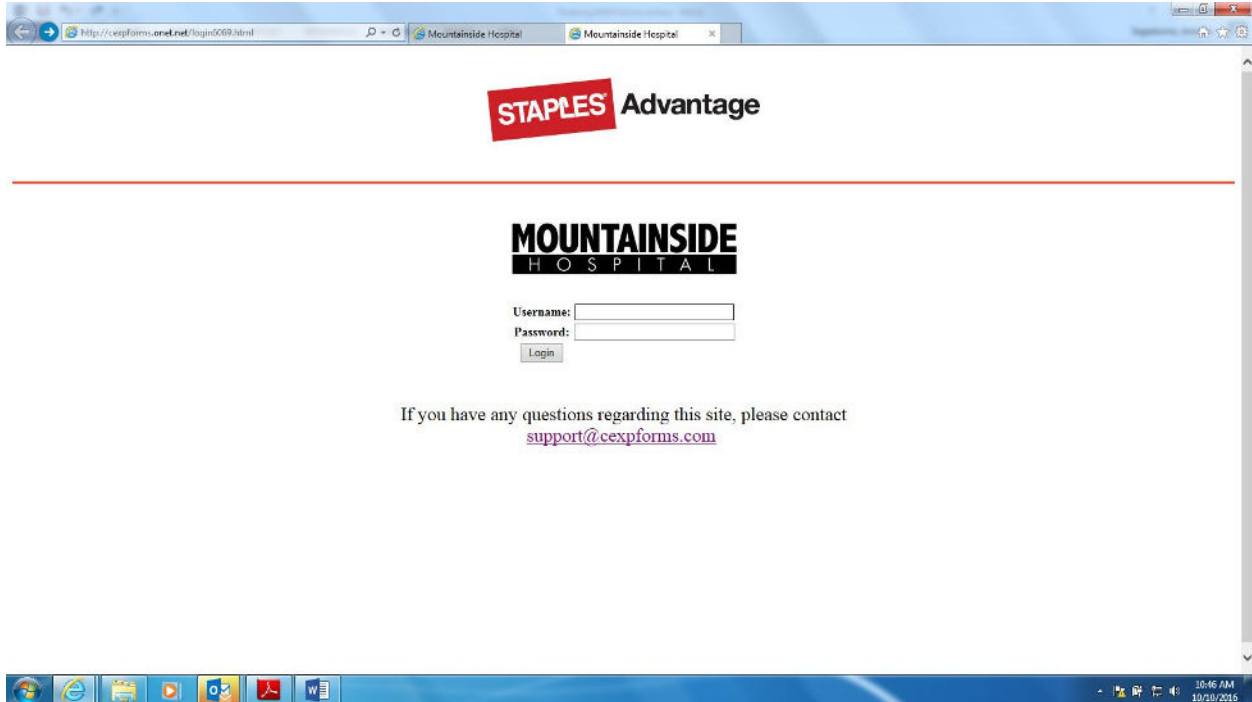 http://cexpforms.onel.net/login6069.html
Mountainside Hospital
Mountainside Hospital
STAPLES Advantage
MOUNTAINSIDE
HOSPITAL
Username:
Password:
Login
If you have any questions regarding this site, please contact
support@cexpforms.com
10:46 AM
10/10/2016